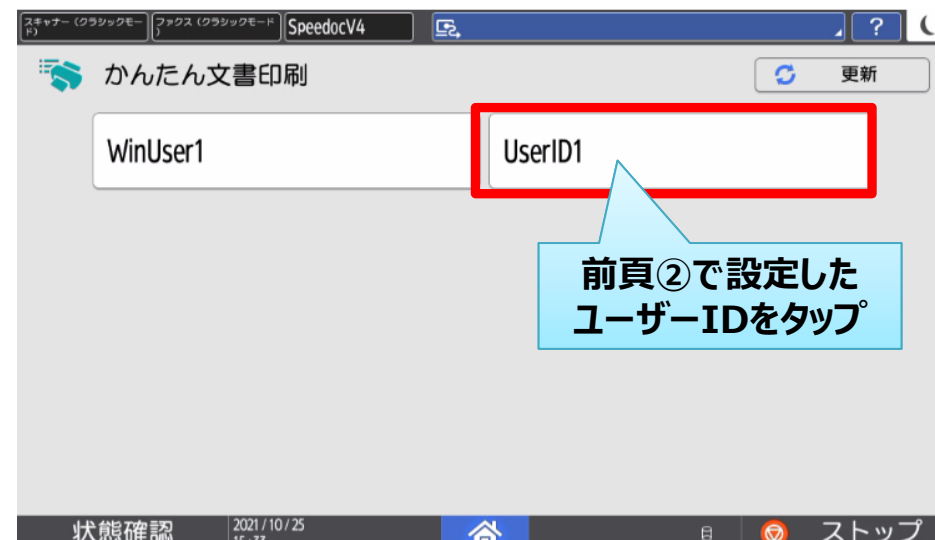 スキャナー (クラシックモー
ド)
ファクス (クラシックモード
)
SpeedocV4
?
かんたん文書印刷
更新
WinUser1
UserID1
前頁②で設定した
ユーザーIDをタップ
状態確認
2021 / 10 / 25
ストップ